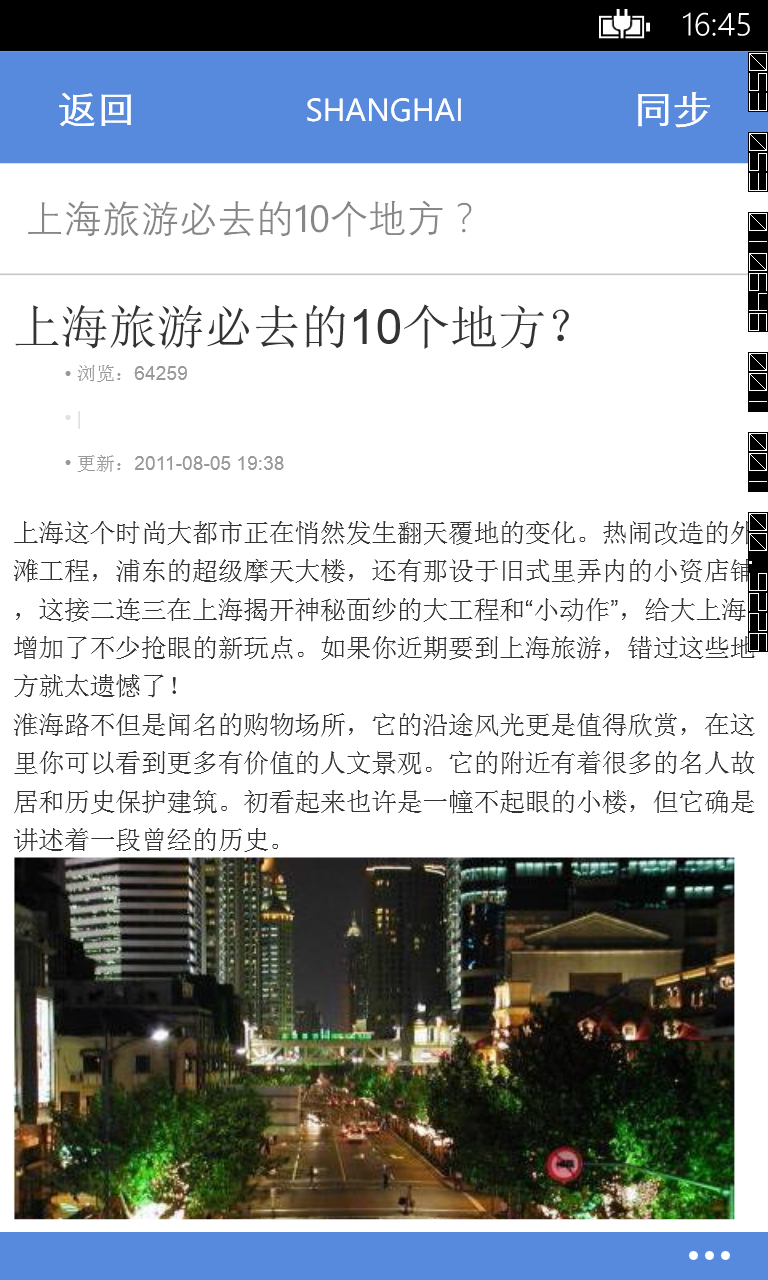 16:45
返回 SHANGHAI 同步
上海旅游必去的10个地方？
上海旅游必去的10个地方？
• 浏览：64259
• |
• 更新：2011-08-05 19:38
上海这个时尚大都市正在悄然发生翻天覆地的变化。热闹改造的外
滩工程，浦东的超级摩天大楼，还有那设于旧式里弄内的小资店铺
，这接二连三在上海揭开神秘面纱的大工程和“小动作”，给大上海
增加了不少抢眼的新玩点。如果你近期要到上海旅游，错过这些地
方就太遗憾了！
淮海路不但是闻名的购物场所，它的沿途风光更是值得欣赏，在这
里你可以看到更多有价值的人文景观。它的附近有着很多的名人故
居和历史保护建筑。初看起来也许是一幢不起眼的小楼，但它确是
讲述着一段曾经的历史。